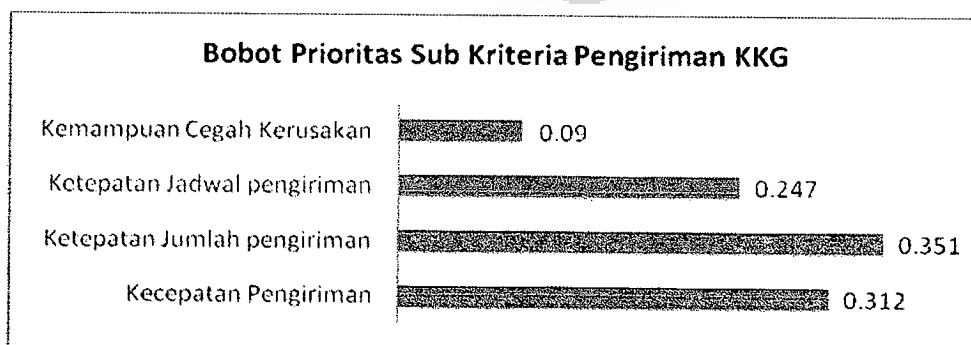 Bobot Prioritas Sub Kriteria Pengiriman KKG
Kemampuan Cegah Kerusakan 0.09
Ketepatan Jadwal pengiriman 0.247
Ketepatan Jumlah pengiriman 0.351
Kecepatan Pengiriman 0.312